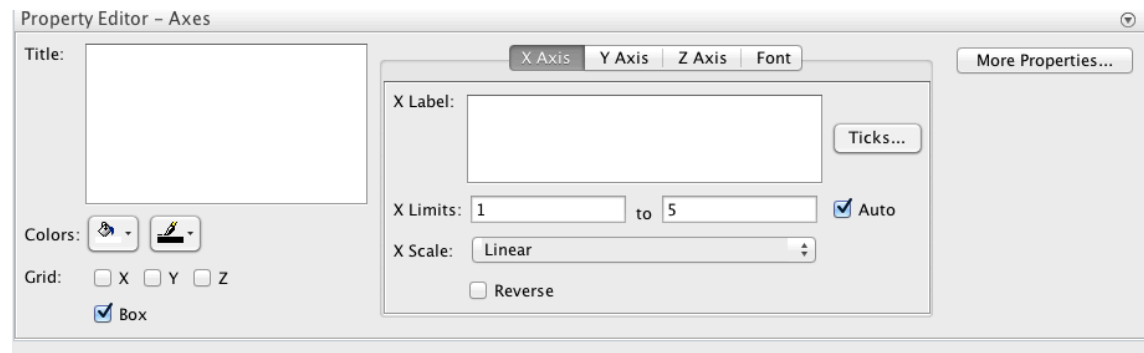 Property Editor – Axes
Title:
X Axis Y Axis Z Axis Font
More Properties...
X Label:
Ticks...
X Limits: 1 to 5 Auto
Colors:
X Scale: Linear
Grid: X Y Z
Reverse
Box